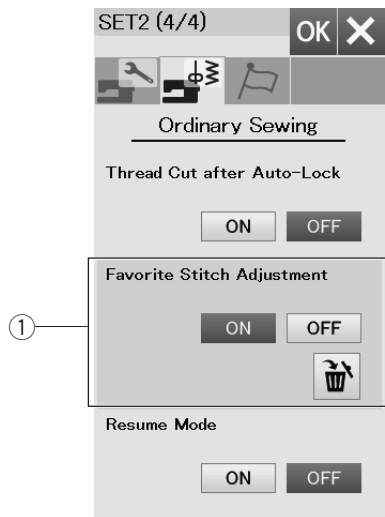 SET2 (4/4)
OK
Ordinary Sewing
Thread Cut after Auto-Lock
ON OFF
Favorite Stitch Adjustment
① ON OFF
Resume Mode
ON OFF